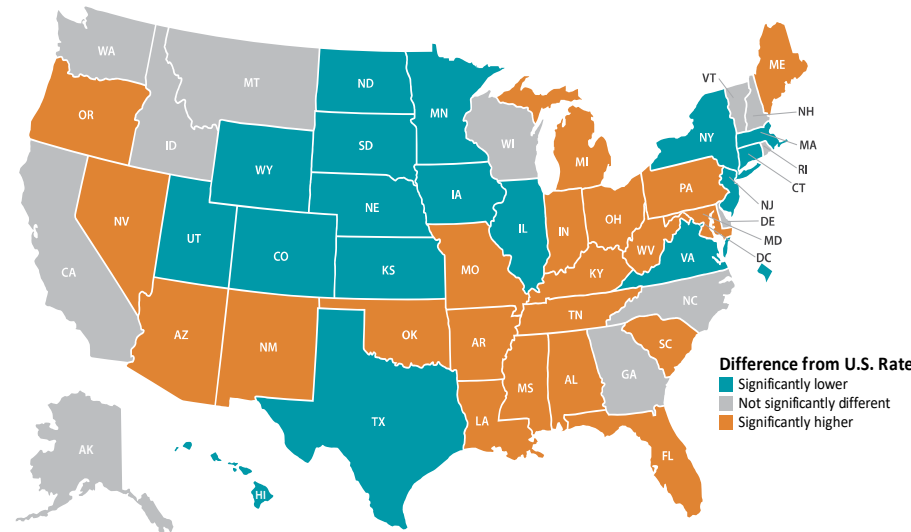 WA
MT
ND
MN
ME
VT
OR
ID
SD
WI
NY
NH
MA
RI
CT
WY
MI
IA
PA
NJ
NE
DE
NV
UT
CO
IL
IN
OH
MD
DC
CA
KS
MO
WV
VA
KY
NC
TN
AZ
NM
OK
AR
SC
MS
AL
GA
TX
LA
FL
AK
HI
Difference from U.S. Rate
Significantly lower
Not significantly different
Significantly higher